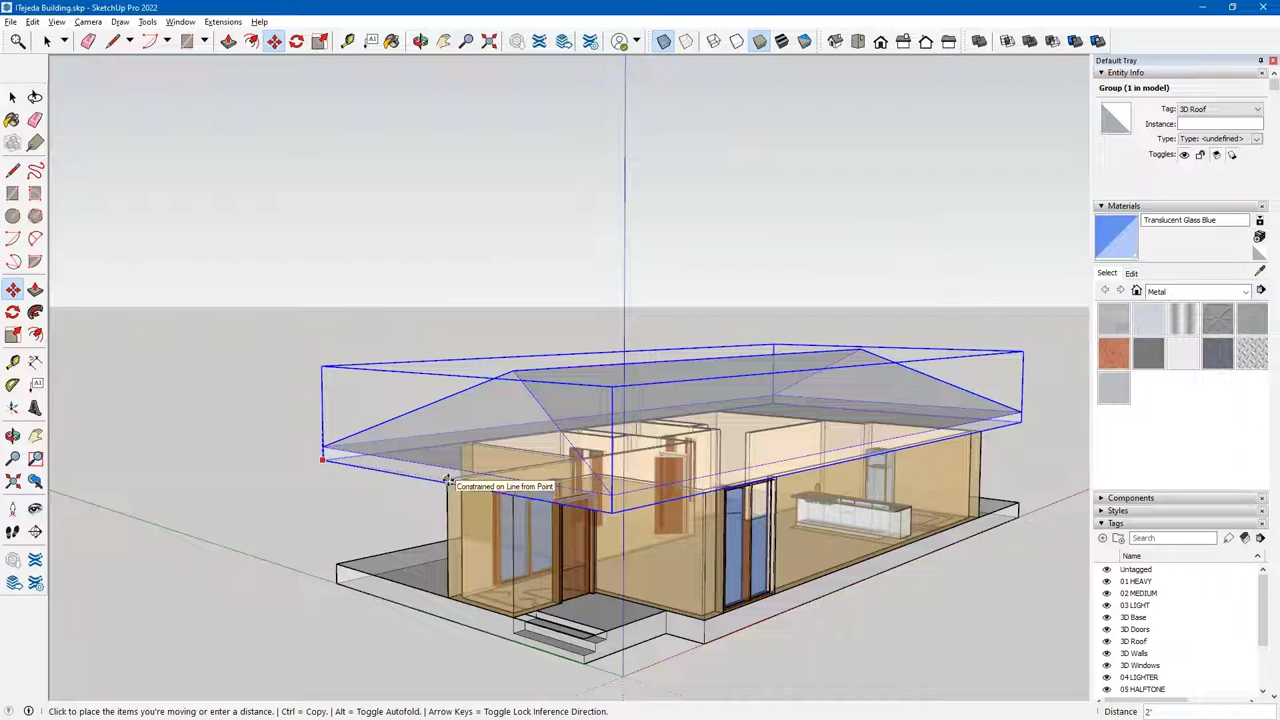 ITejeda Building.skp - SketchUp Pro 2022
File Edit View Camera Draw Tools Window Extensions Help
Default Tray
Entity Info
Group (1 in model)
Tag: 3D Roof
Instance:
Type: Type: <undefined>
Toggles:
Materials
Translucent Glass Blue
Select Edit
Metal
Constrained on Line from Point
Components
Styles
Tags
Search
Name
Untagged
01 HEAVY
02 MEDIUM
03 LIGHT
3D Base
3D Doors
3D Roof
3D Walls
3D Windows
04 LIGHTER
05 HALFTONE
Click to place the items you're moving or enter a distance. | Ctrl = Copy. | Alt = Toggle Autofold. | Arrow Keys = Toggle Lock Inference Direction.
Distance 2'